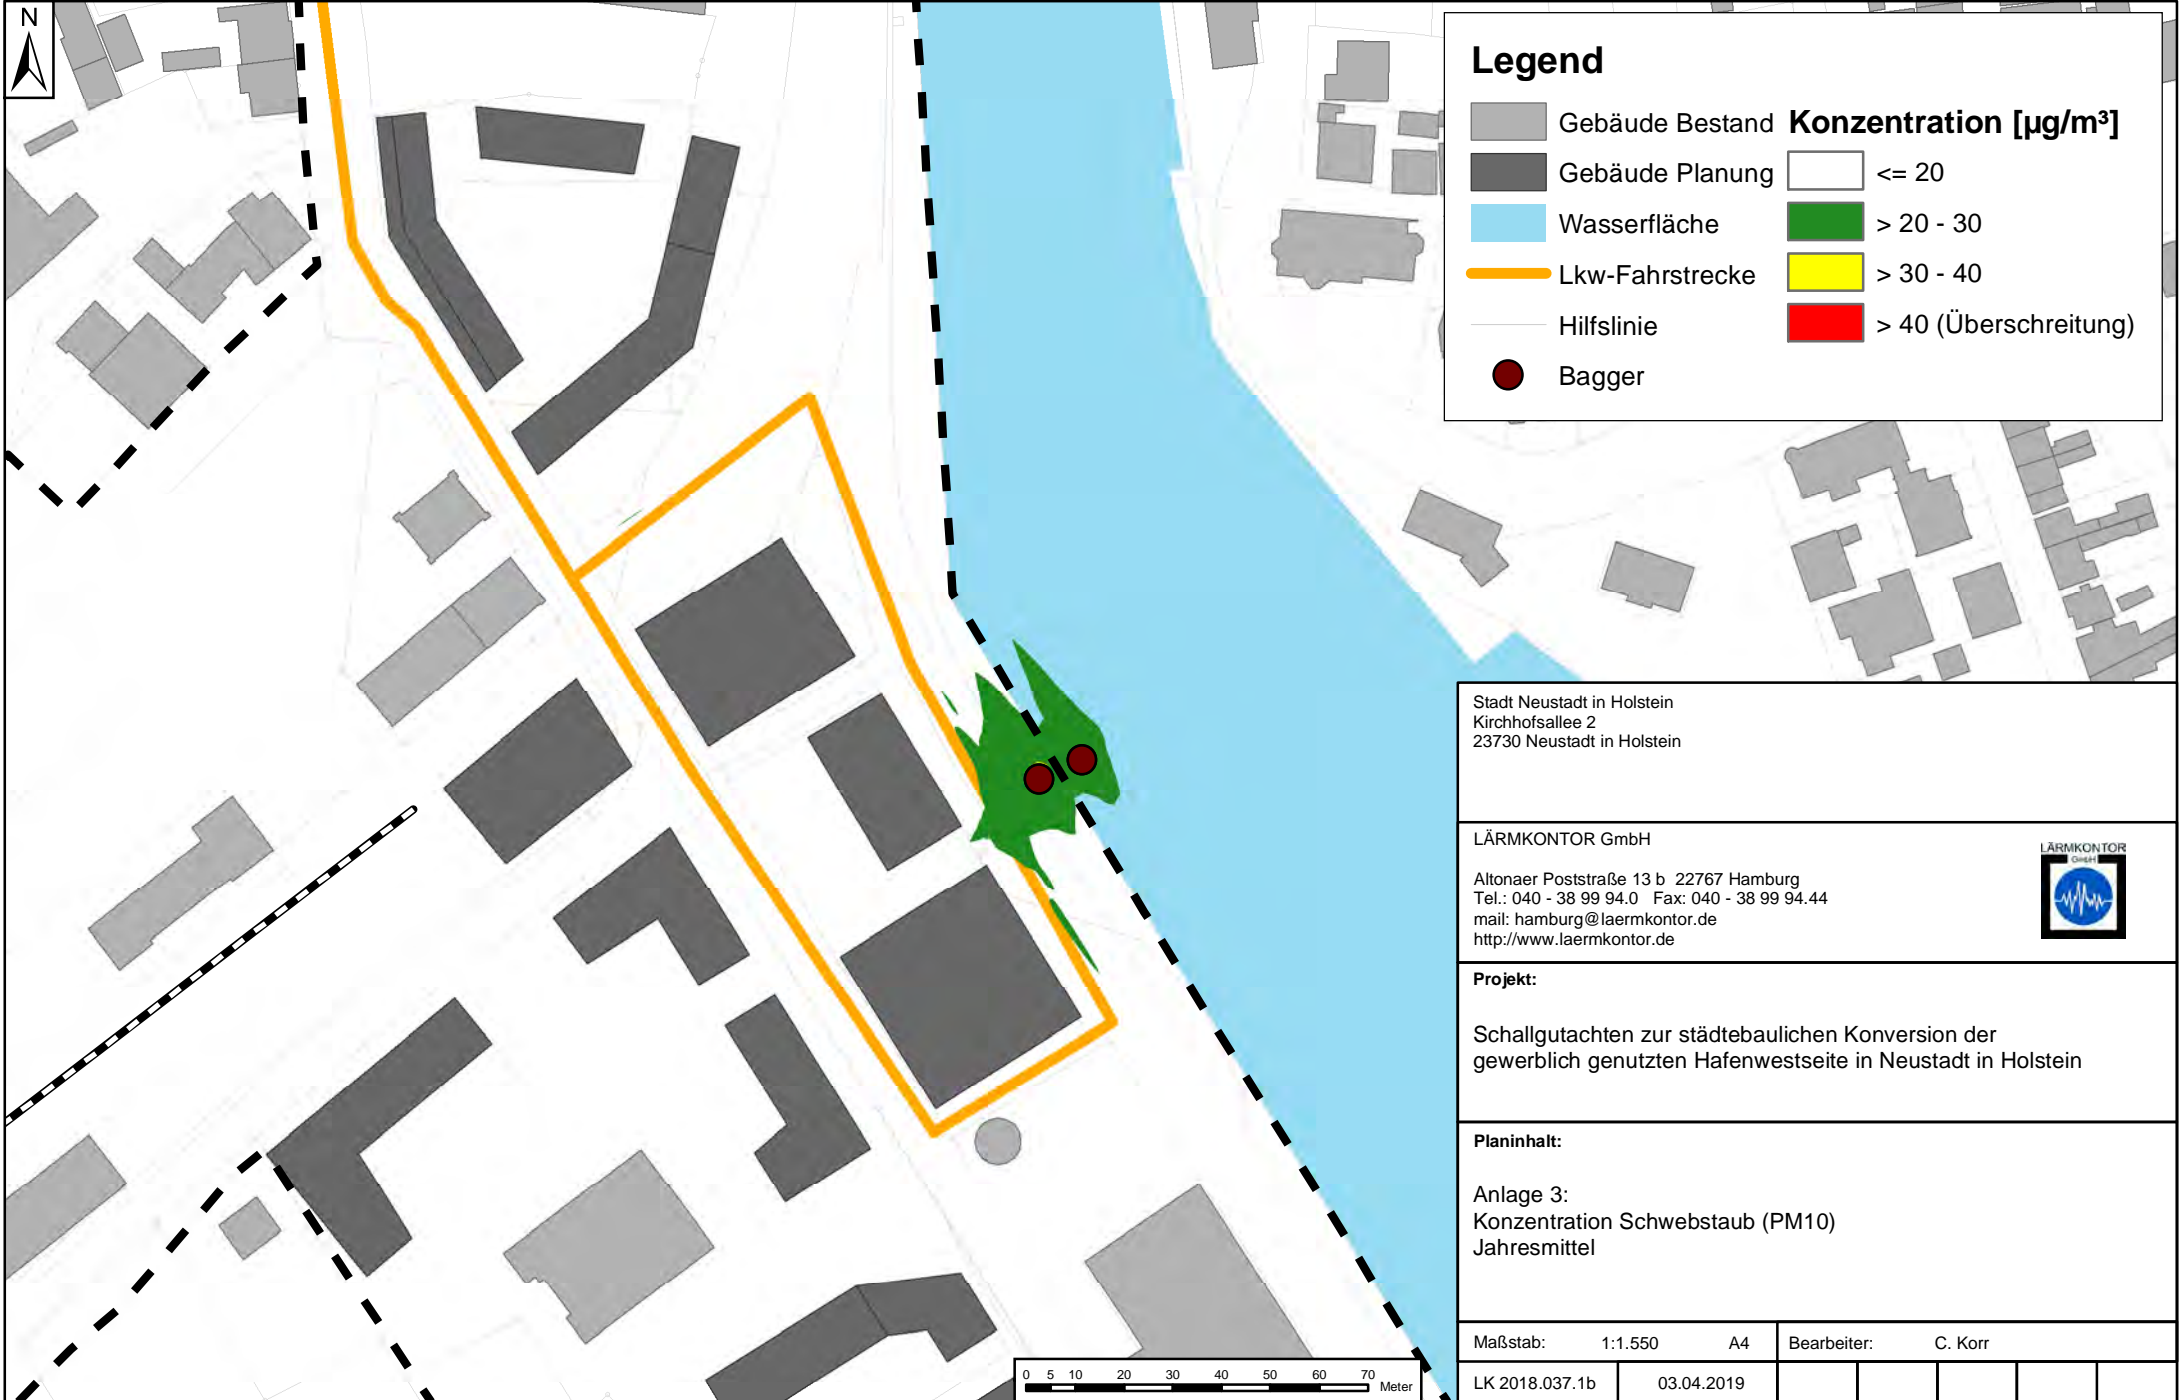 N
Legend
Gebäude Bestand
Gebäude Planung
Wasserfläche
Lkw-Fahrstrecke
Hilfslinie
Bagger
Konzentration [µg/m³]
<= 20
> 20 - 30
> 30 - 40
> 40 (Überschreitung)
Stadt Neustadt in Holstein
Kirchhofsallee 2
23730 Neustadt in Holstein
LÄRMKONTOR GmbH
Altonaer Poststraße 13 b 22767 Hamburg
Tel.: 040 - 38 99 94.0 Fax: 040 - 38 99 94.44
mail: hamburg@laermkontor.de
http://www.laermkontor.de
LÄRMKONTOR
GmbH
Projekt:
Schallgutachten zur städtebaulichen Konversion der
gewerblich genutzten Hafenwestseite in Neustadt in Holstein
Planinhalt:
Anlage 3:
Konzentration Schwebstaub (PM10)
Jahresmittel
Maßstab: 1:1.550 A4 Bearbeiter: C. Korr
LK 2018.037.1b 03.04.2019
0 5 10 20 30 40 50 60 70 Meter